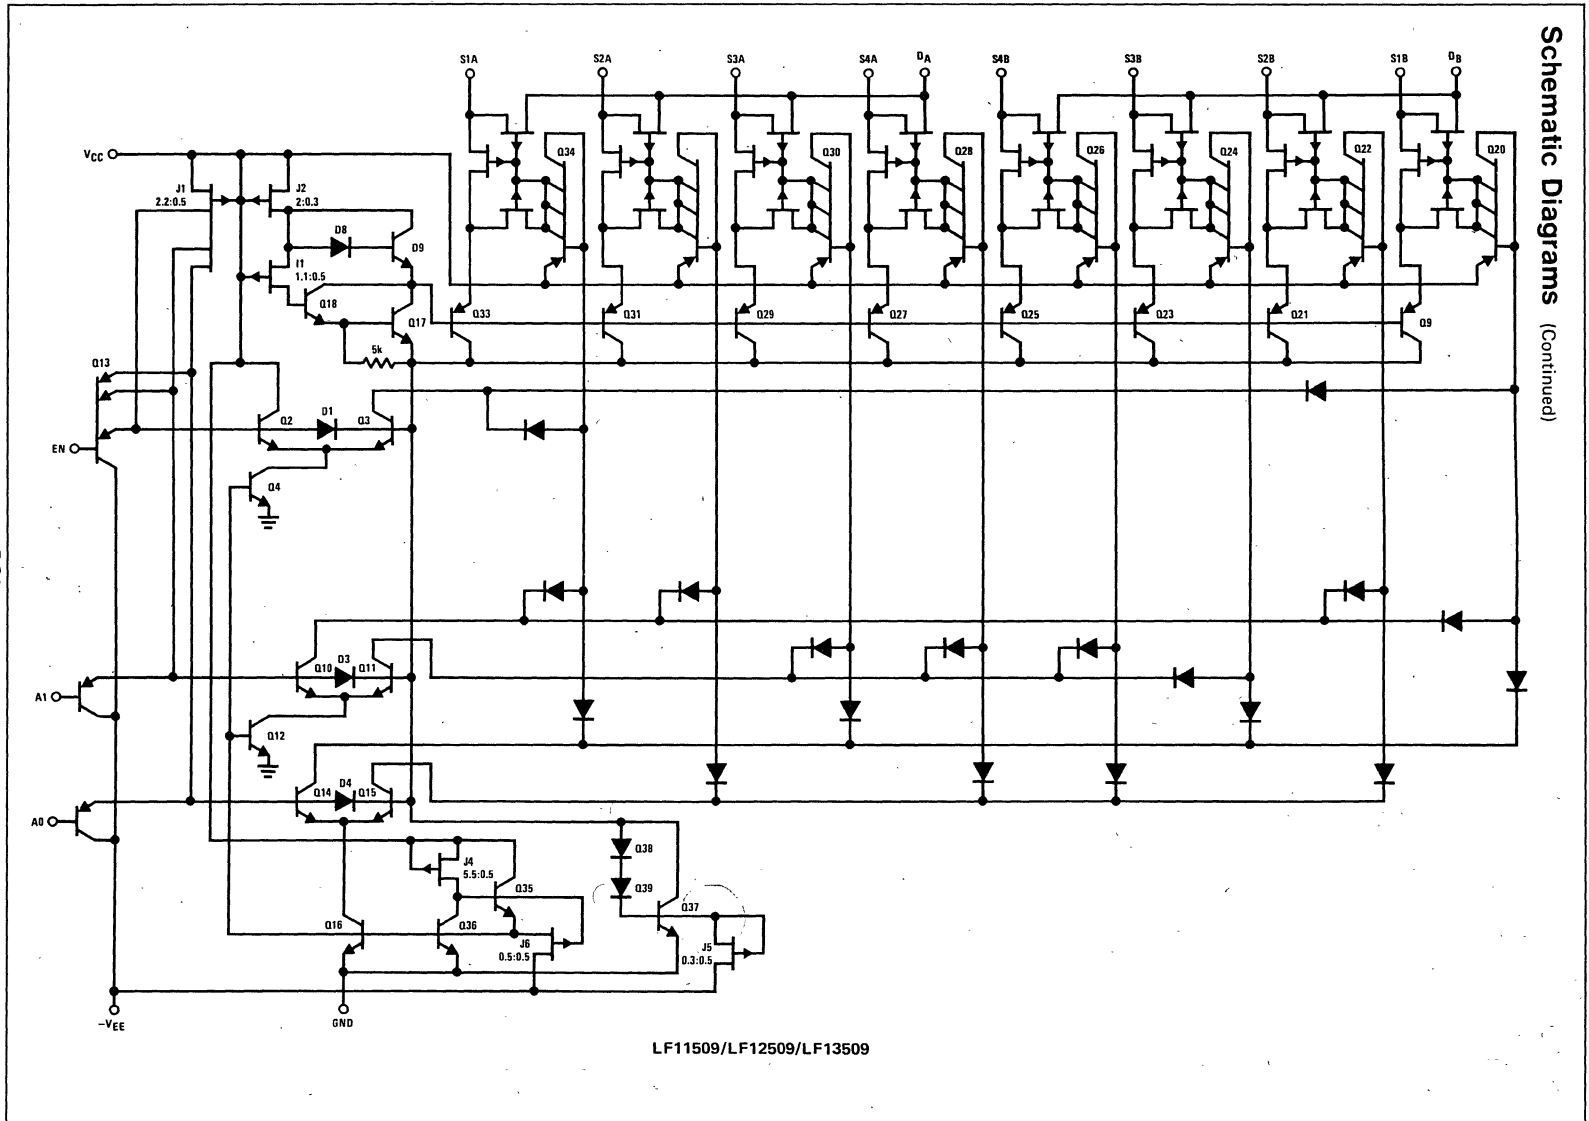 Schematic Diagrams (Continued)
S1A
S2A
S3A
S4A
DA
S4B
S3B
S2B
S1B
DB
VCC
J1
2.2:0.5
J2
2:0.3
Q34
Q30
Q28
Q26
Q24
Q22
Q20
D8
D9
I1
1.1:0.5
Q18
Q17
Q33
Q31
Q29
Q27
Q25
Q23
Q21
Q9
5k
Q13
Q2
D1
Q3
EN
Q4
Q10
D3
Q11
A1
Q12
D4
Q14
Q15
A0
J4
5.5:0.5
Q38
Q39
Q35
Q37
Q16
Q36
J6
0.5:0.5
J5
0.3:0.5
-VEE
GND
LF11509/LF12509/LF13509